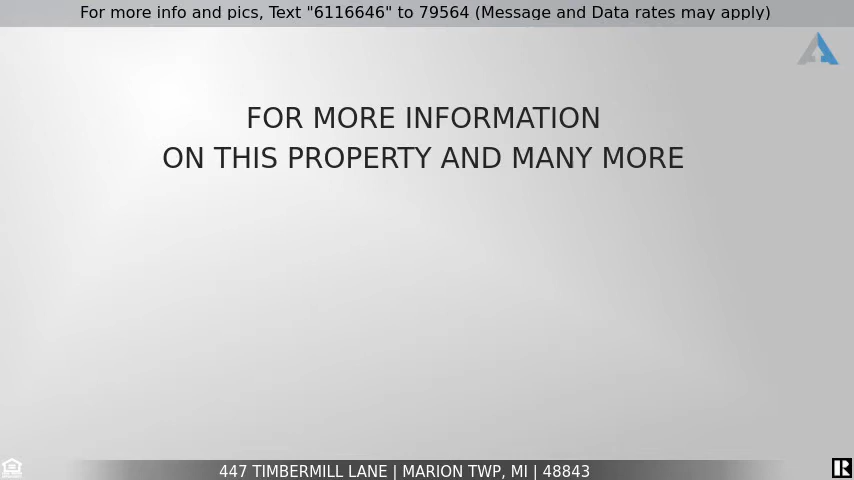 For more info and pics, Text "6116646" to 79564 (Message and Data rates may apply)
FOR MORE INFORMATION
ON THIS PROPERTY AND MANY MORE
447 TIMBERMILL LANE | MARION TWP, MI | 48843